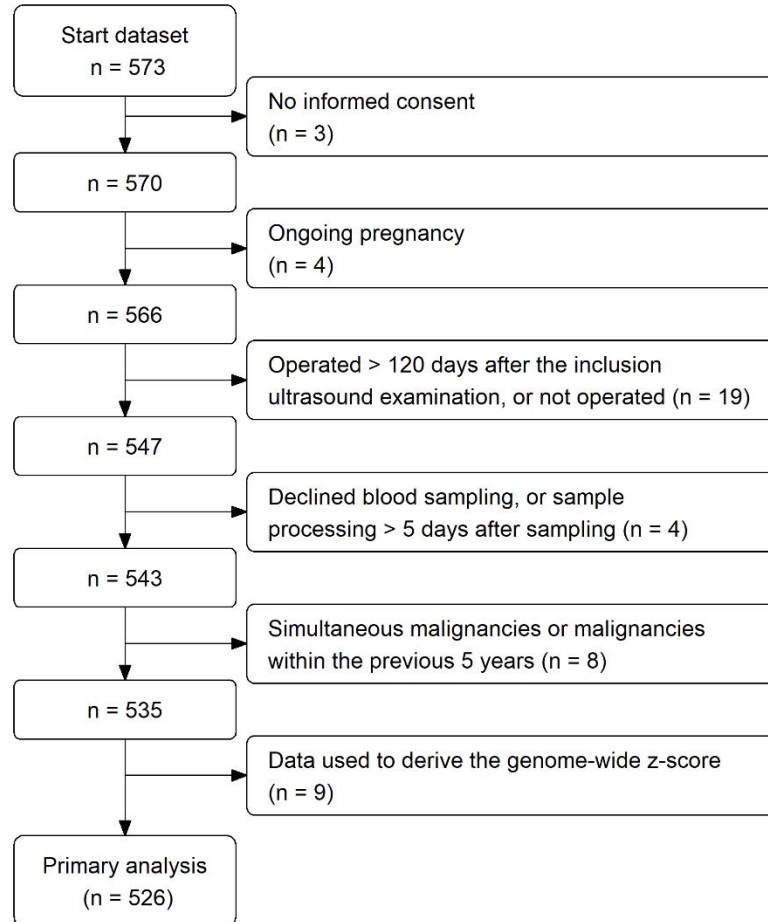 Start dataset
n = 573
No informed consent
(n = 3)
n = 570
Ongoing pregnancy
(n = 4)
n = 566
Operated > 120 days after the inclusion
ultrasound examination, or not operated (n = 19)
n = 547
Declined blood sampling, or sample
processing > 5 days after sampling (n = 4)
n = 543
Simultaneous malignancies or malignancies
within the previous 5 years (n = 8)
n = 535
Data used to derive the genome-wide z-score
(n = 9)
Primary analysis
(n = 526)